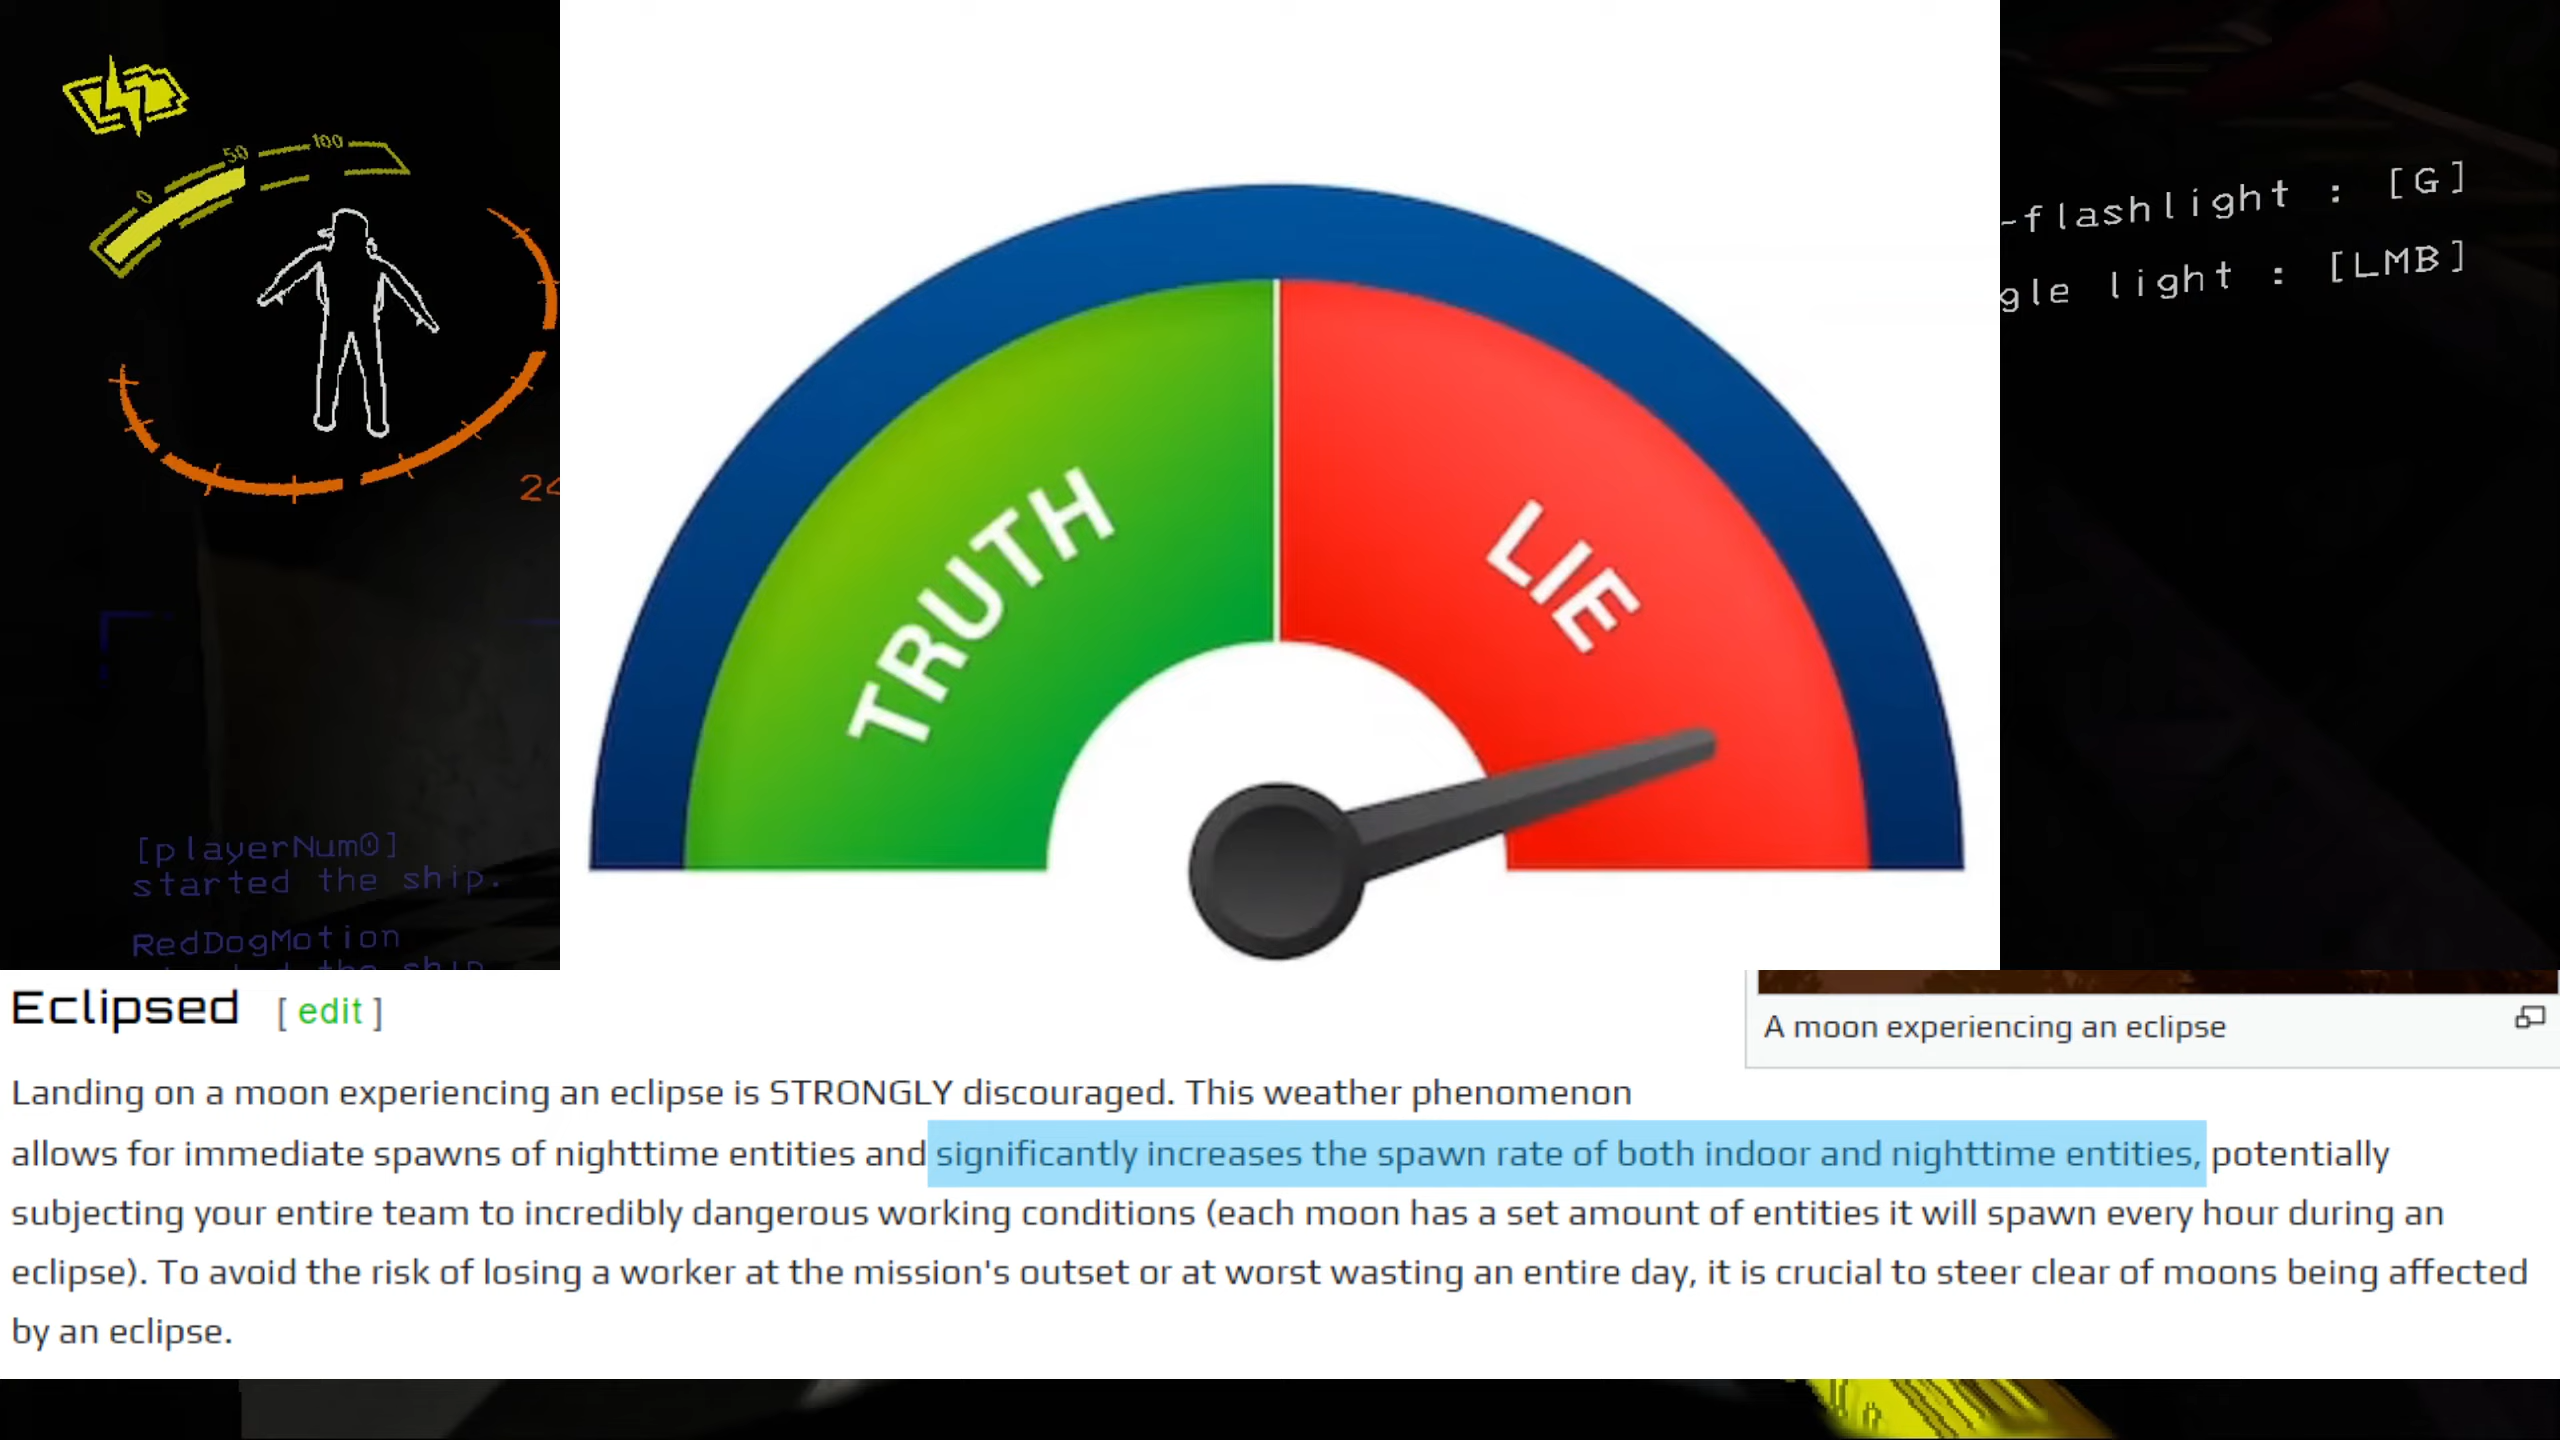 0 50 100
-flashlight : [G]
gle light : [LMB]
TRUTH
LIE
24
[playerNum0]
started the ship.
RedDogMotion
the ship
Eclipsed [ edit ]
A moon experiencing an eclipse
Landing on a moon experiencing an eclipse is STRONGLY discouraged. This weather phenomenon
allows for immediate spawns of nighttime entities and significantly increases the spawn rate of both indoor and nighttime entities, potentially
subjecting your entire team to incredibly dangerous working conditions (each moon has a set amount of entities it will spawn every hour during an
eclipse). To avoid the risk of losing a worker at the mission's outset or at worst wasting an entire day, it is crucial to steer clear of moons being affected
by an eclipse.